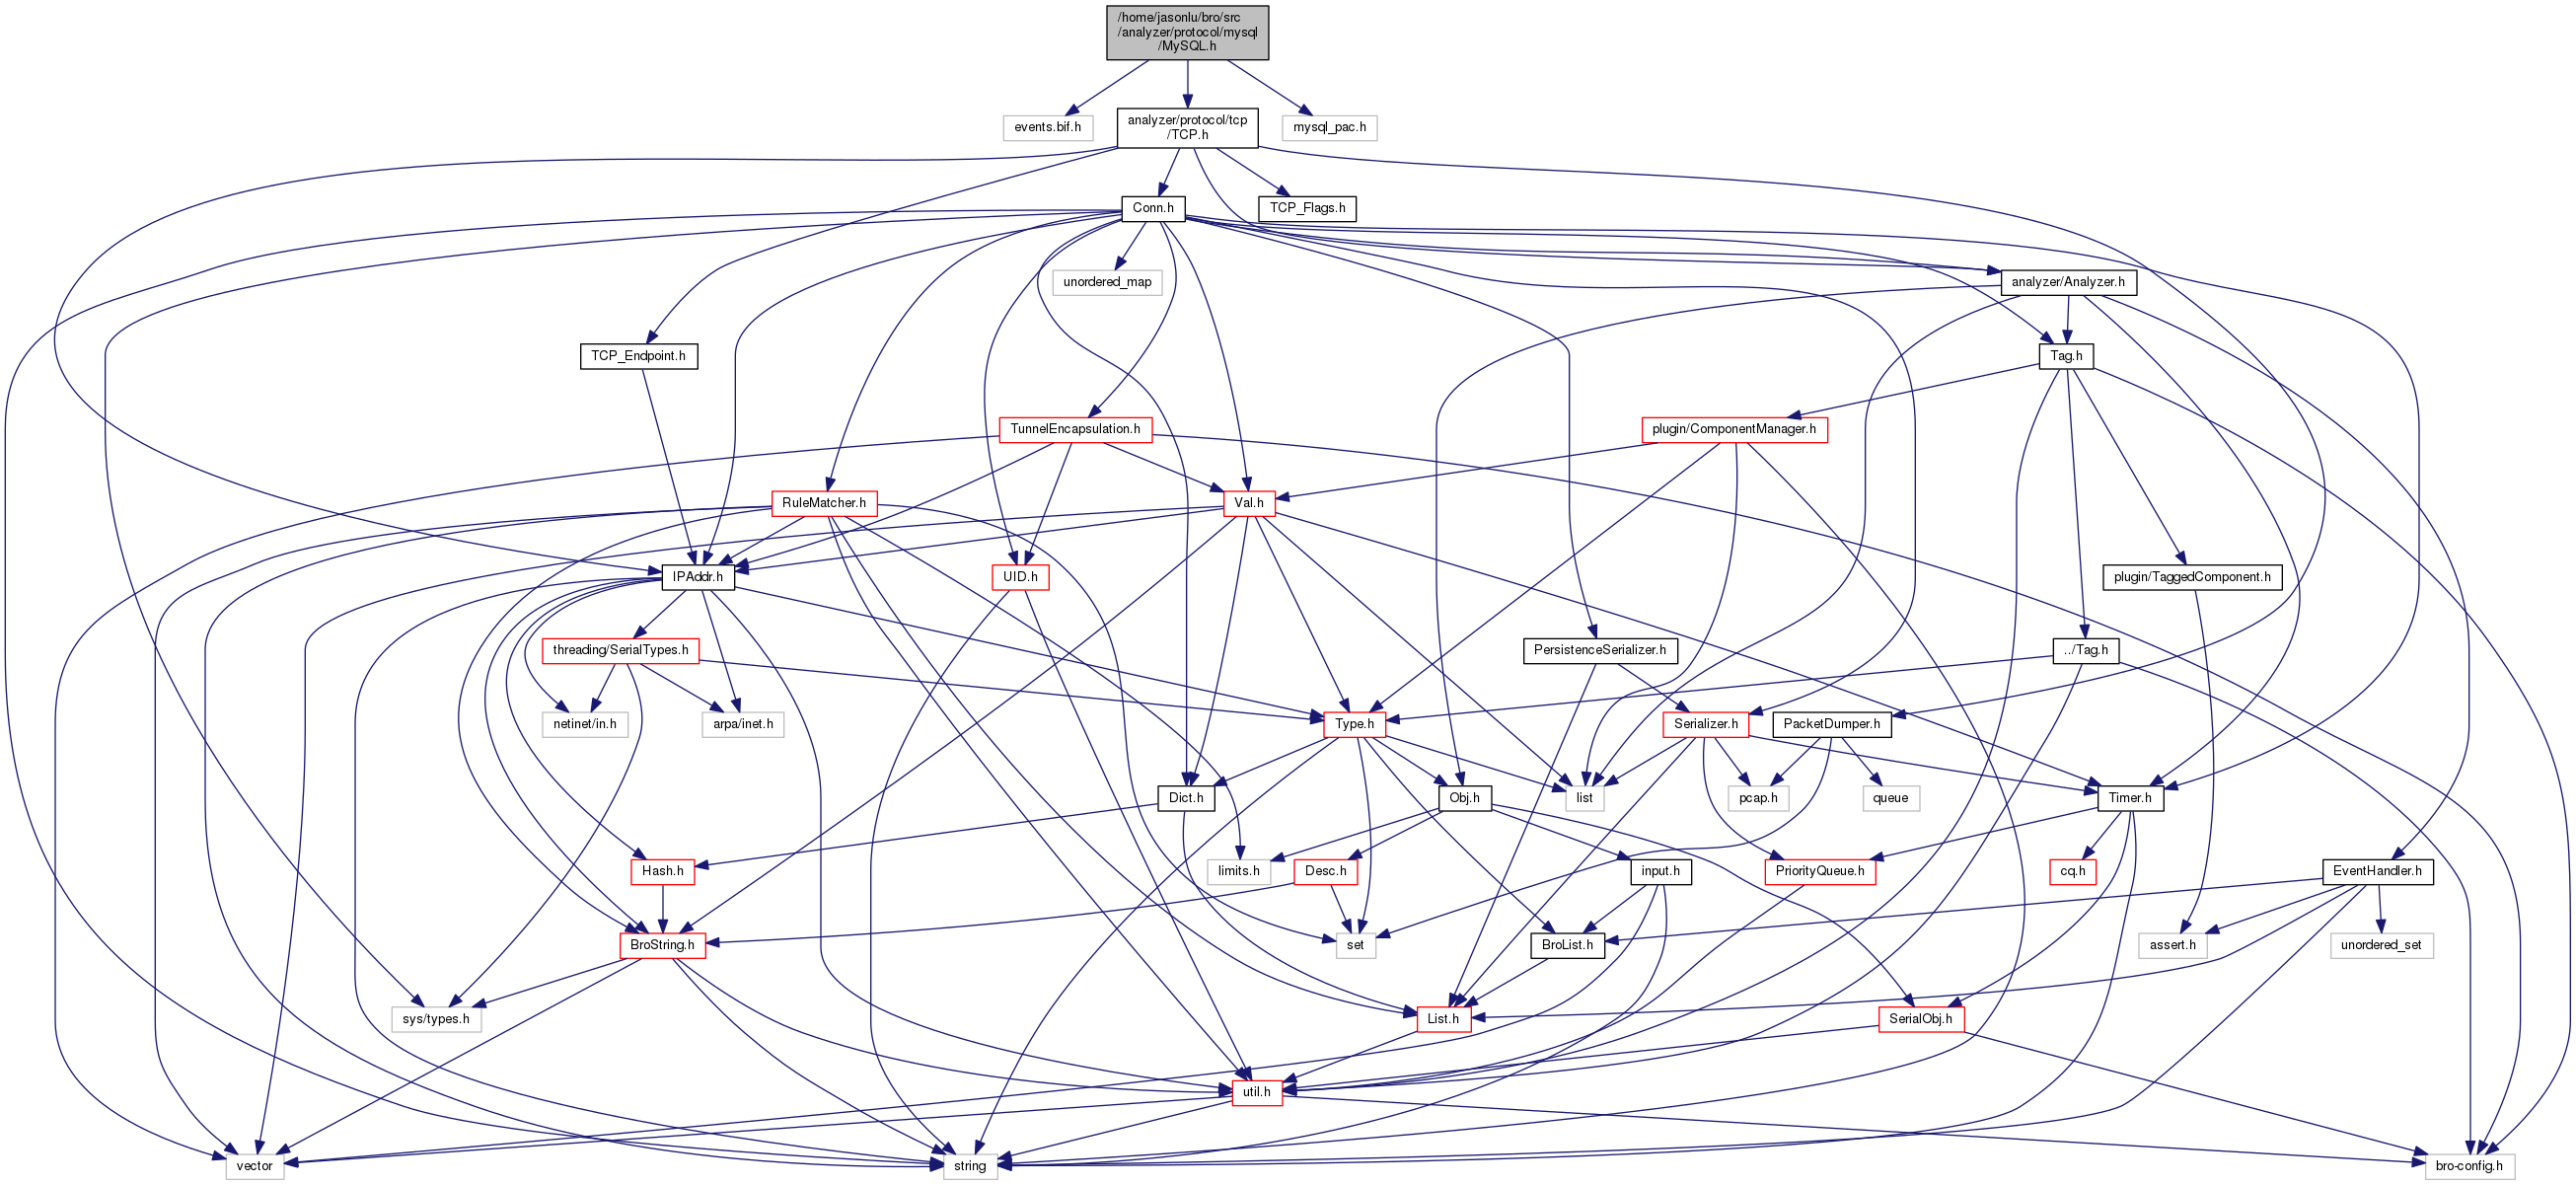 /home/jasonlu/bro/src
/analyzer/protocol/mysql
/MySQL.h
events.bif.h
analyzer/protocol/tcp
/TCP.h
mysql_pac.h
Conn.h
TCP_Flags.h
unordered_map
analyzer/Analyzer.h
TCP_Endpoint.h
Tag.h
TunnelEncapsulation.h
plugin/ComponentManager.h
RuleMatcher.h
Val.h
IPAddr.h
UID.h
plugin/TaggedComponent.h
threading/SerialTypes.h
PersistenceSerializer.h
../Tag.h
netinet/in.h
arpa/inet.h
Type.h
Serializer.h
PacketDumper.h
Dict.h
Obj.h
list
pcap.h
queue
Timer.h
Hash.h
limits.h
Desc.h
input.h
PriorityQueue.h
cq.h
EventHandler.h
BroString.h
set
BroList.h
assert.h
unordered_set
sys/types.h
List.h
SerialObj.h
util.h
vector
string
bro-config.h